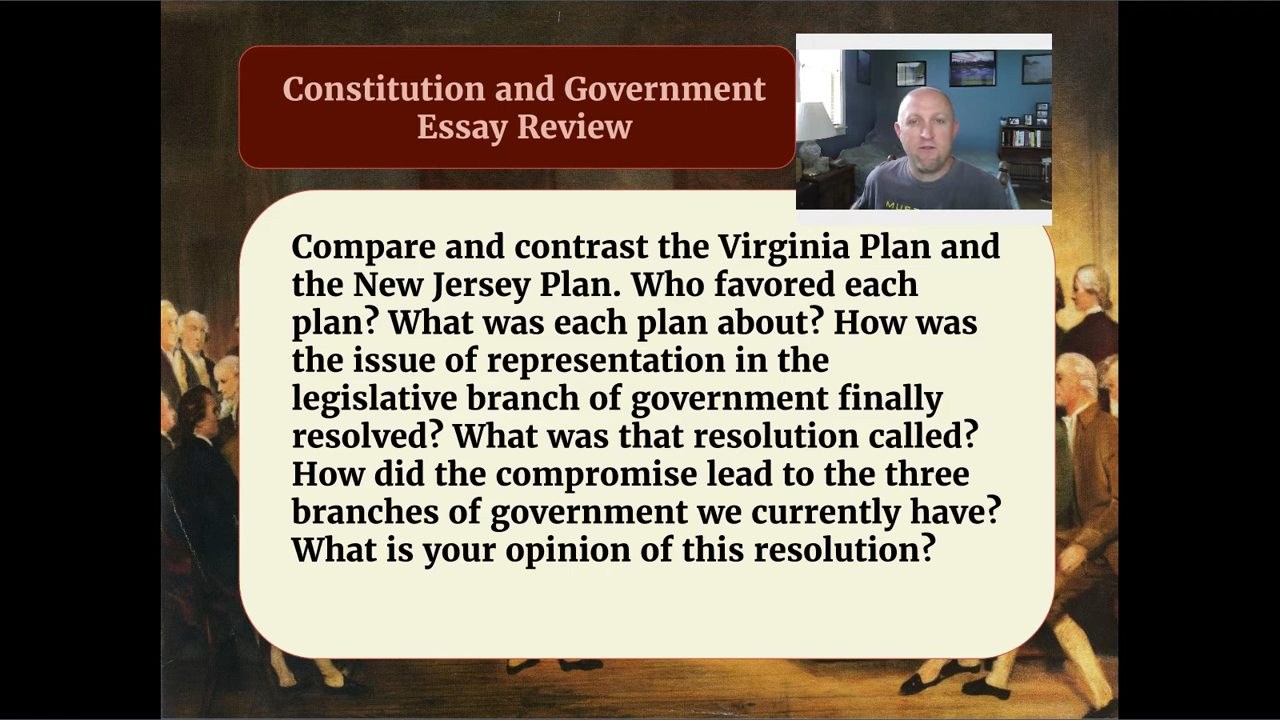 Constitution and Government
Essay Review
Compare and contrast the Virginia Plan and
the New Jersey Plan. Who favored each
plan? What was each plan about? How was
the issue of representation in the
legislative branch of government finally
resolved? What was that resolution called?
How did the compromise lead to the three
branches of government we currently have?
What is your opinion of this resolution?